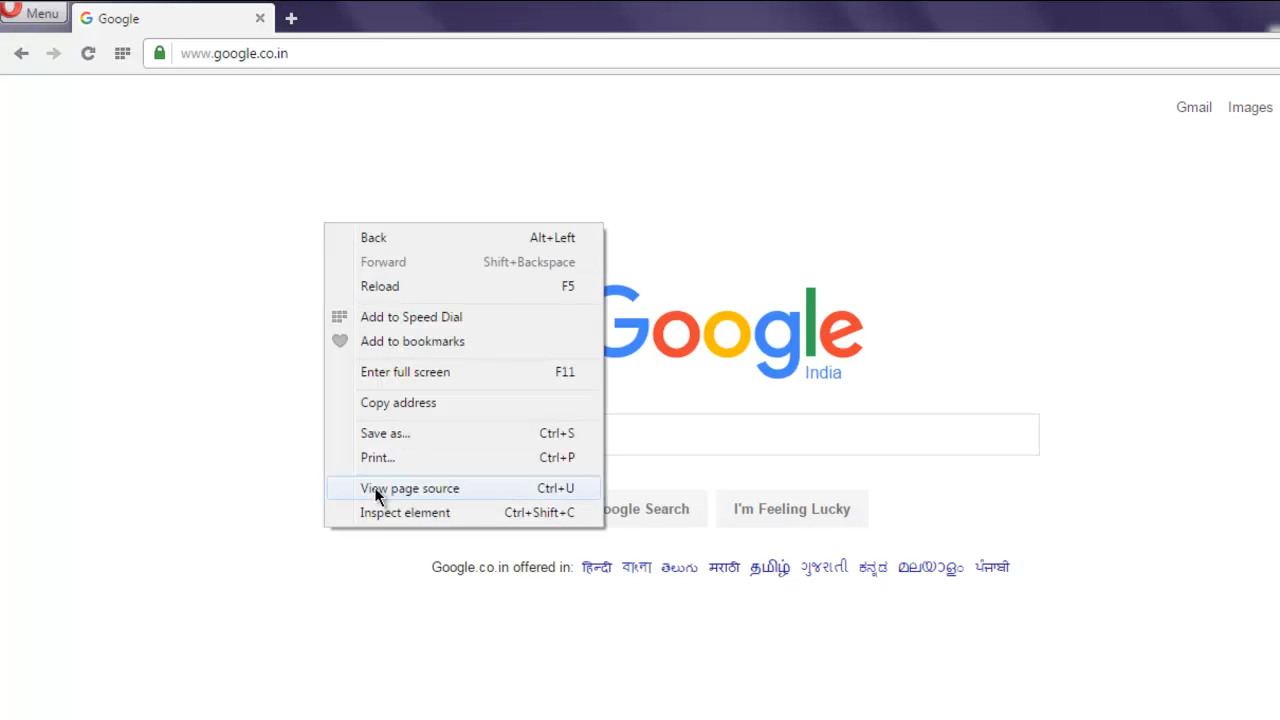 Menu
Google
www.google.co.in
Gmail Images
Back Alt+Left
Forward Shift+Backspace
Reload F5
Add to Speed Dial
Add to bookmarks
Enter full screen F11
Copy address
Save as... Ctrl+S
Print... Ctrl+P
View page source Ctrl+U
Inspect element Ctrl+Shift+C
Google
India
oogle Search I'm Feeling Lucky
Google.co.in offered in: हिन्दी বাংলা తెలుగు मराठी தமிழ் ગુજરાતી ಕನ್ನಡ മലയാളം ਪੰਜਾਬੀ